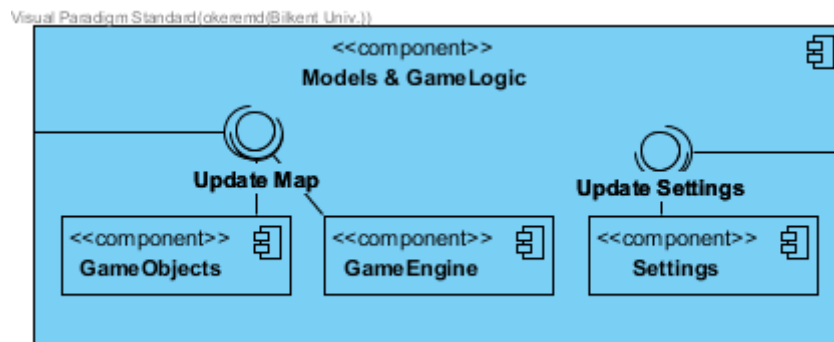 Visual Paradigm Standard(okeremd(Bilkent Univ.))
<<component>>
Models & GameLogic
Update Map
Update Settings
<<component>>
GameObjects
<<component>>
GameEngine
<<component>>
Settings